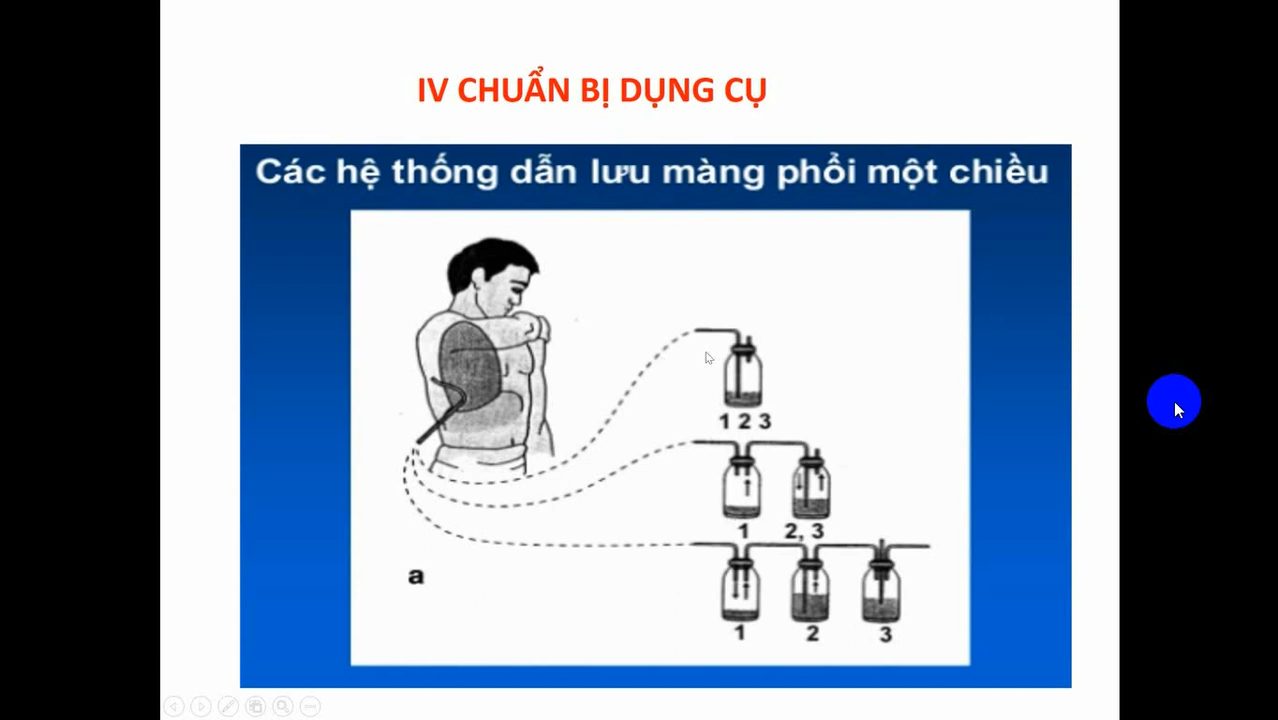 IV CHUẨN BỊ DỤNG CỤ
Các hệ thống dẫn lưu màng phổi một chiều
1 2 3
1 2, 3
a
1 2 3